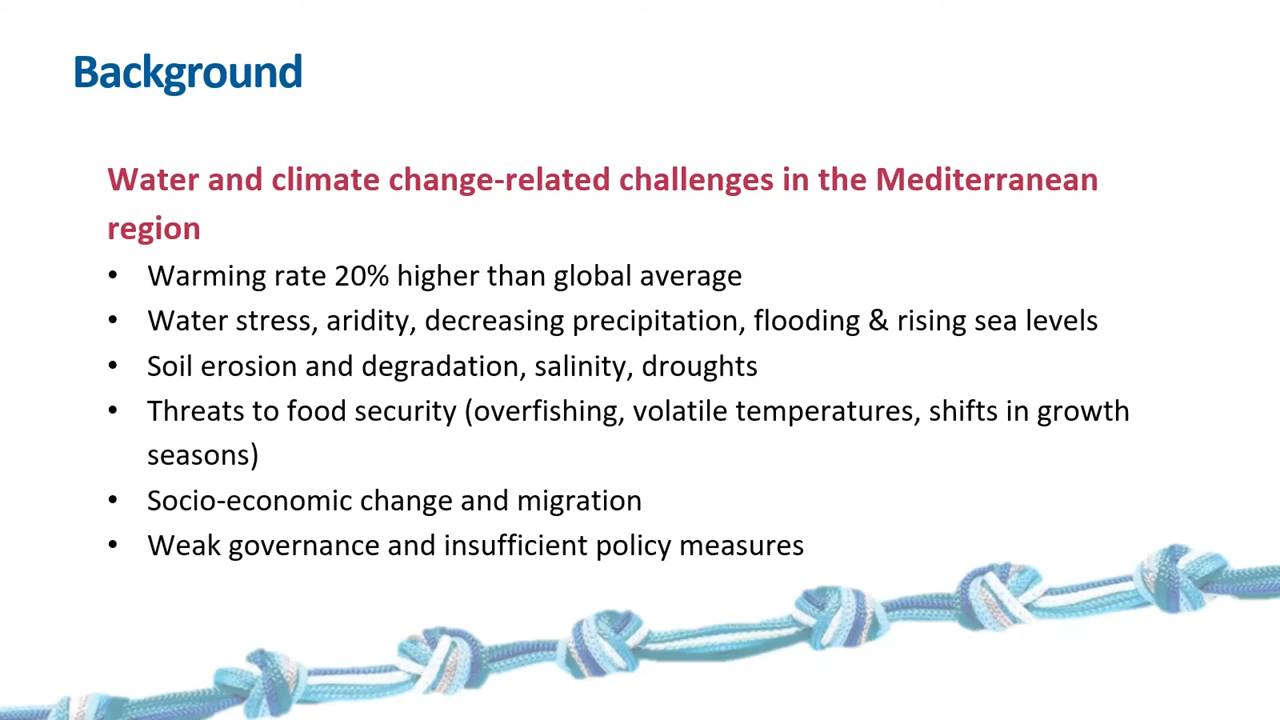 Background
Water and climate change-related challenges in the Mediterranean
region
• Warming rate 20% higher than global average
• Water stress, aridity, decreasing precipitation, flooding & rising sea levels
• Soil erosion and degradation, salinity, droughts
• Threats to food security (overfishing, volatile temperatures, shifts in growth
seasons)
• Socio-economic change and migration
• Weak governance and insufficient policy measures